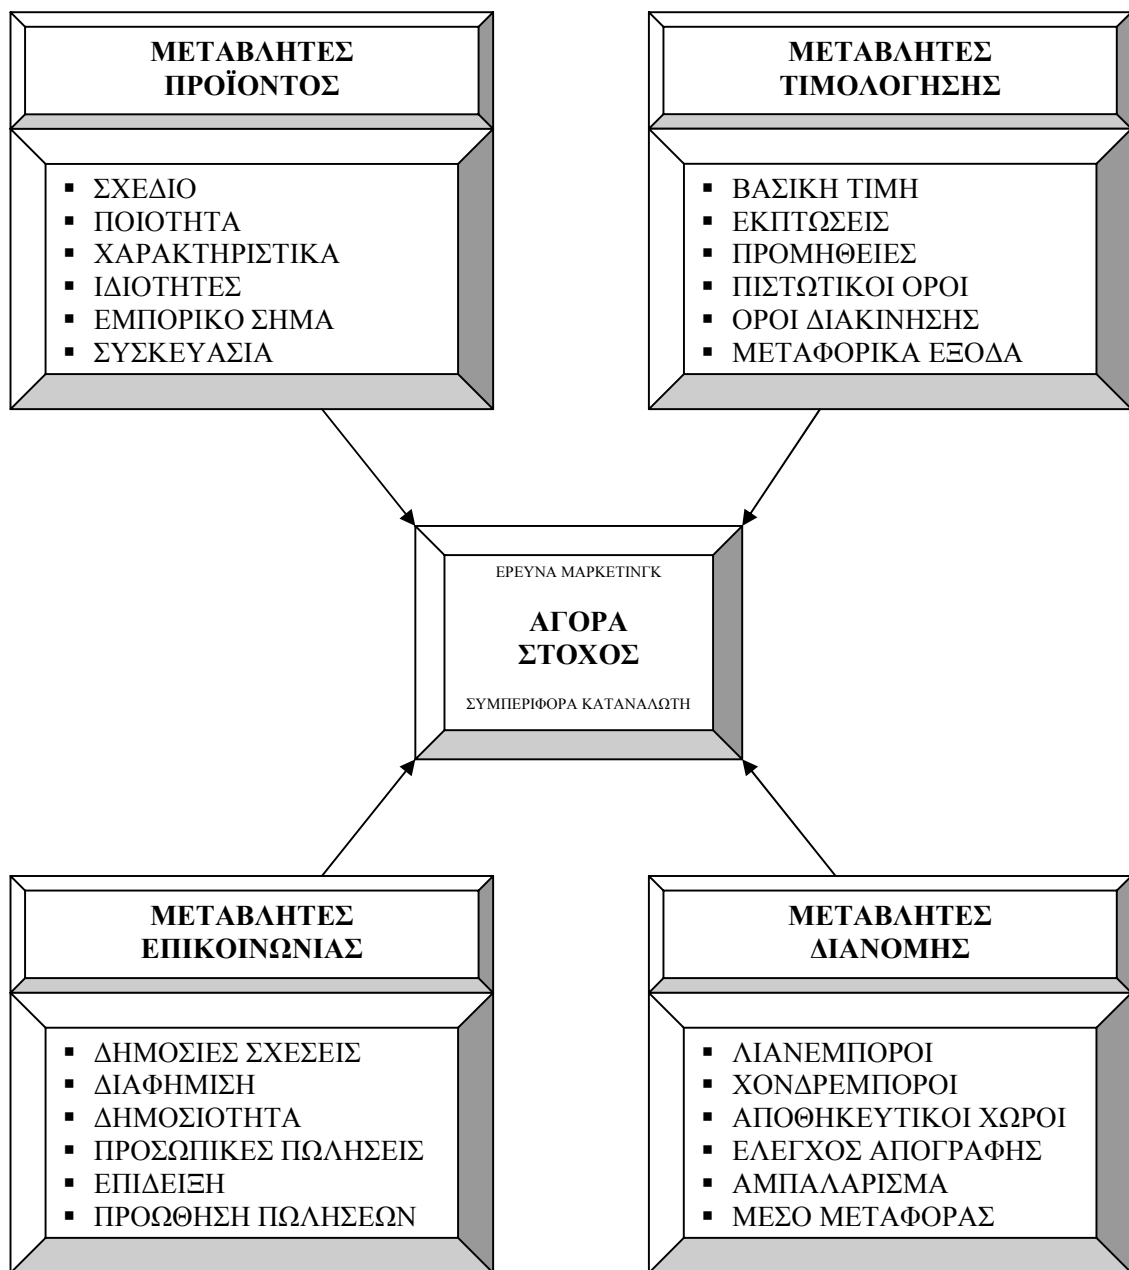 ΜΕΤΑΒΛΗΤΕΣ
ΠΡΟΪΟΝΤΟΣ
▪ ΣΧΕΔΙΟ
▪ ΠΟΙΟΤΗΤΑ
▪ ΧΑΡΑΚΤΗΡΙΣΤΙΚΑ
▪ ΙΔΙΟΤΗΤΕΣ
▪ ΕΜΠΟΡΙΚΟ ΣΗΜΑ
▪ ΣΥΣΚΕΥΑΣΙΑ
ΜΕΤΑΒΛΗΤΕΣ
ΤΙΜΟΛΟΓΗΣΗΣ
▪ ΒΑΣΙΚΗ ΤΙΜΗ
▪ ΕΚΠΤΩΣΕΙΣ
▪ ΠΡΟΜΗΘΕΙΕΣ
▪ ΠΙΣΤΩΤΙΚΟΙ ΟΡΟΙ
▪ ΟΡΟΙ ΔΙΑΚΙΝΗΣΗΣ
▪ ΜΕΤΑΦΟΡΙΚΑ ΕΞΟΔΑ
ΕΡΕΥΝΑ ΜΑΡΚΕΤΙΝΓΚ
ΑΓΟΡΑ
ΣΤΟΧΟΣ
ΣΥΜΠΕΡΙΦΟΡΑ ΚΑΤΑΝΑΛΩΤΗ
ΜΕΤΑΒΛΗΤΕΣ
ΕΠΙΚΟΙΝΩΝΙΑΣ
▪ ΔΗΜΟΣΙΕΣ ΣΧΕΣΕΙΣ
▪ ΔΙΑΦΗΜΙΣΗ
▪ ΔΗΜΟΣΙΟΤΗΤΑ
▪ ΠΡΟΣΩΠΙΚΕΣ ΠΩΛΗΣΕΙΣ
▪ ΕΠΙΔΕΙΞΗ
▪ ΠΡΟΩΘΗΣΗ ΠΩΛΗΣΕΩΝ
ΜΕΤΑΒΛΗΤΕΣ
ΔΙΑΝΟΜΗΣ
▪ ΛΙΑΝΕΜΠΟΡΟΙ
▪ ΧΟΝΔΡΕΜΠΟΡΟΙ
▪ ΑΠΟΘΗΚΕΥΤΙΚΟΙ ΧΩΡΟΙ
▪ ΕΛΕΓΧΟΣ ΑΠΟΓΡΑΦΗΣ
▪ ΑΜΠΑΛΑΡΙΣΜΑ
▪ ΜΕΣΟ ΜΕΤΑΦΟΡΑΣ